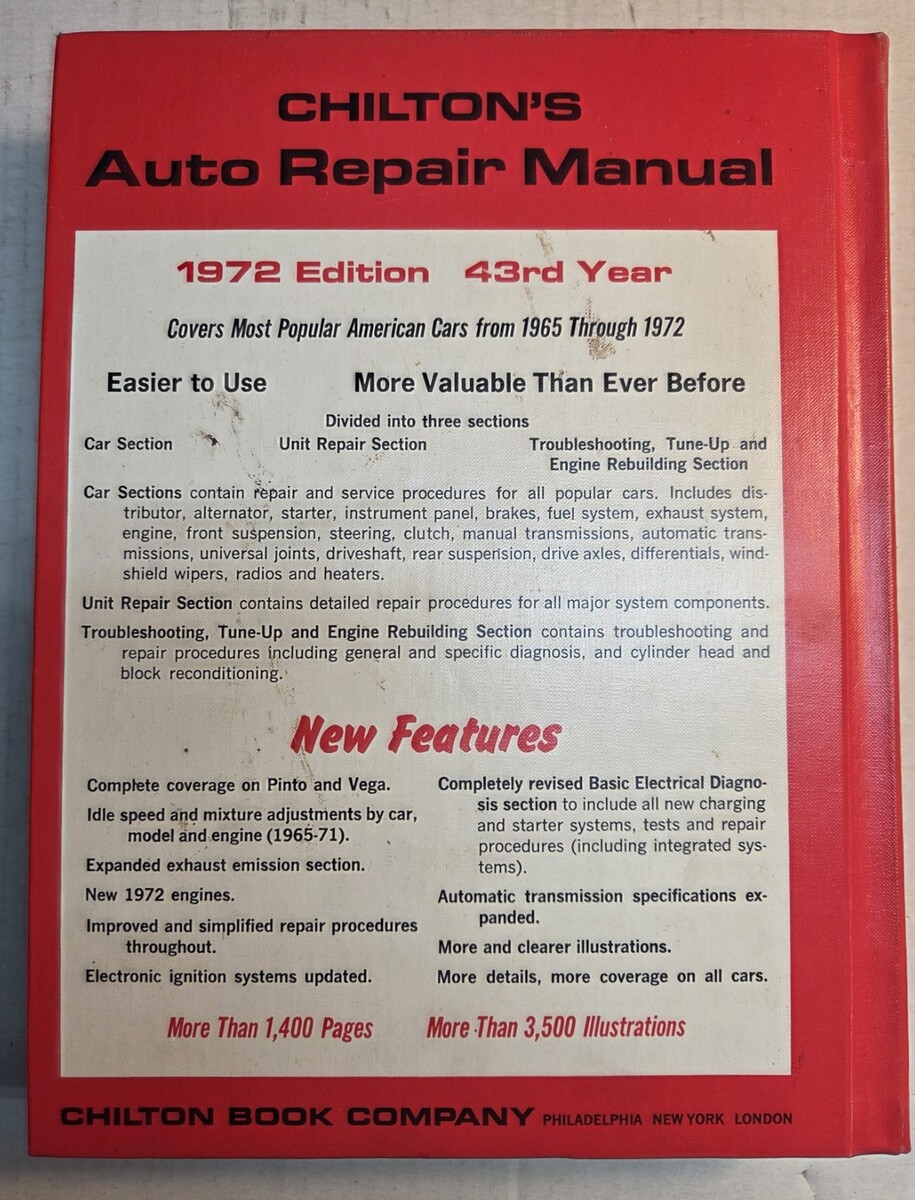 CHILTON'S
Auto Repair Manual
1972 Edition 43rd Year
Covers Most Popular American Cars from 1965 Through 1972
Easier to Use More Valuable Than Ever Before
Divided into three sections
Car Section Unit Repair Section Troubleshooting, Tune-Up and
Engine Rebuilding Section
Car Sections contain repair and service procedures for all popular cars. Includes dis-
tributor, alternator, starter, instrument panel, brakes, fuel system, exhaust system,
engine, front suspension, steering, clutch, manual transmissions, automatic trans-
missions, universal joints, driveshaft, rear suspension, drive axles, differentials, wind-
shield wipers, radios and heaters.
Unit Repair Section contains detailed repair procedures for all major system components.
Troubleshooting, Tune-Up and Engine Rebuilding Section contains troubleshooting and
repair procedures including general and specific diagnosis, and cylinder head and
block reconditioning.
New Features
Complete coverage on Pinto and Vega.
Idle speed and mixture adjustments by car,
model and engine (1965-71).
Expanded exhaust emission section.
New 1972 engines.
Improved and simplified repair procedures
throughout.
Electronic ignition systems updated.
Completely revised Basic Electrical Diagno-
sis section to include all new charging
and starter systems, tests and repair
procedures (including integrated sys-
tems).
Automatic transmission specifications ex-
panded.
More and clearer illustrations.
More details, more coverage on all cars.
More Than 1,400 Pages More Than 3,500 Illustrations
CHILTON BOOK COMPANY PHILADELPHIA NEW YORK LONDON